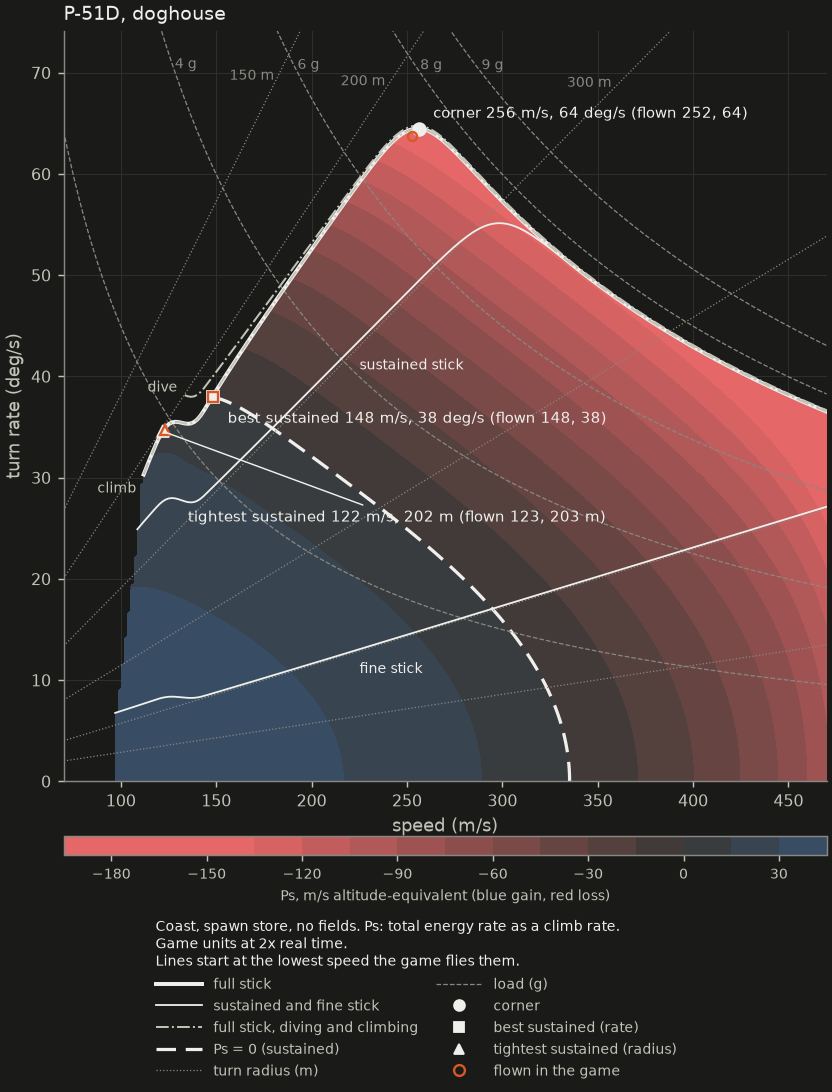 P-51D, doghouse
4 g
150 m
6 g
200 m
8 g
9 g
300 m
corner 256 m/s, 64 deg/s (flown 252, 64)
sustained stick
dive
best sustained 148 m/s, 38 deg/s (flown 148, 38)
climb
tightest sustained 122 m/s, 202 m (flown 123, 203 m)
fine stick
turn rate (deg/s)
70
60
50
40
30
20
10
0
100 150 200 250 300 350 400 450
speed (m/s)
−180 −150 −120 −90 −60 −30 0 30
Ps, m/s altitude-equivalent (blue gain, red loss)
Coast, spawn store, no fields. Ps: total energy rate as a climb rate.
Game units at 2x real time.
Lines start at the lowest speed the game flies them.
full stick
sustained and fine stick
full stick, diving and climbing
Ps = 0 (sustained)
turn radius (m)
load (g)
corner
best sustained (rate)
tightest sustained (radius)
flown in the game